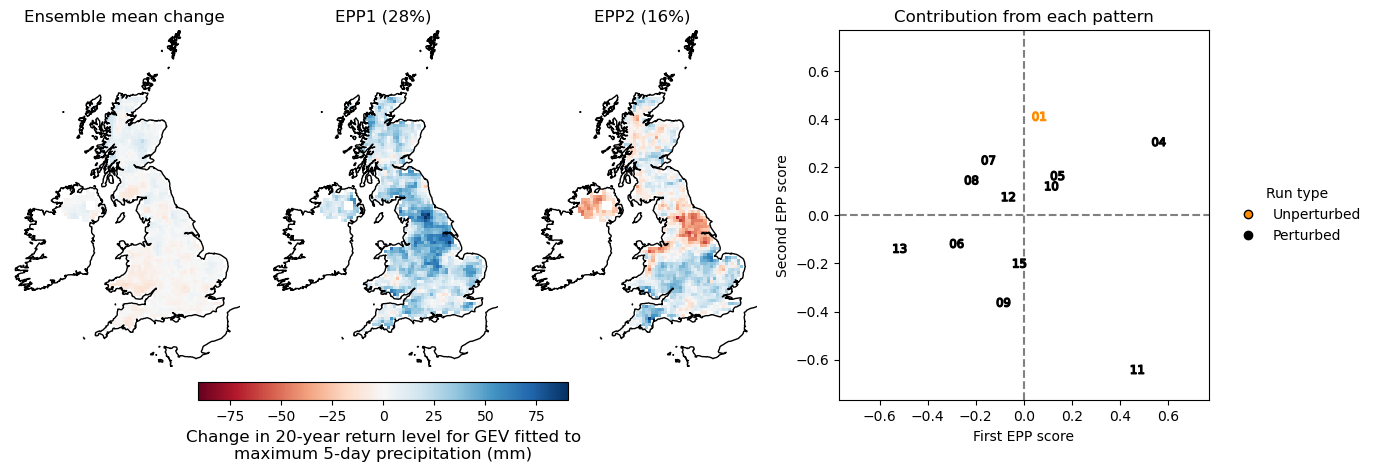 Ensemble mean change
EPP1 (28%)
EPP2 (16%)
Contribution from each pattern
−75 −50 −25 0 25 50 75
Change in 20-year return level for GEV fitted to
maximum 5-day precipitation (mm)
Second EPP score
0.6
0.4
0.2
0.0
−0.2
−0.4
−0.6
01
04
07
05
08
10
12
13
06
15
09
11
−0.6 −0.4 −0.2 0.0 0.2 0.4 0.6
First EPP score
Run type
Unperturbed
Perturbed